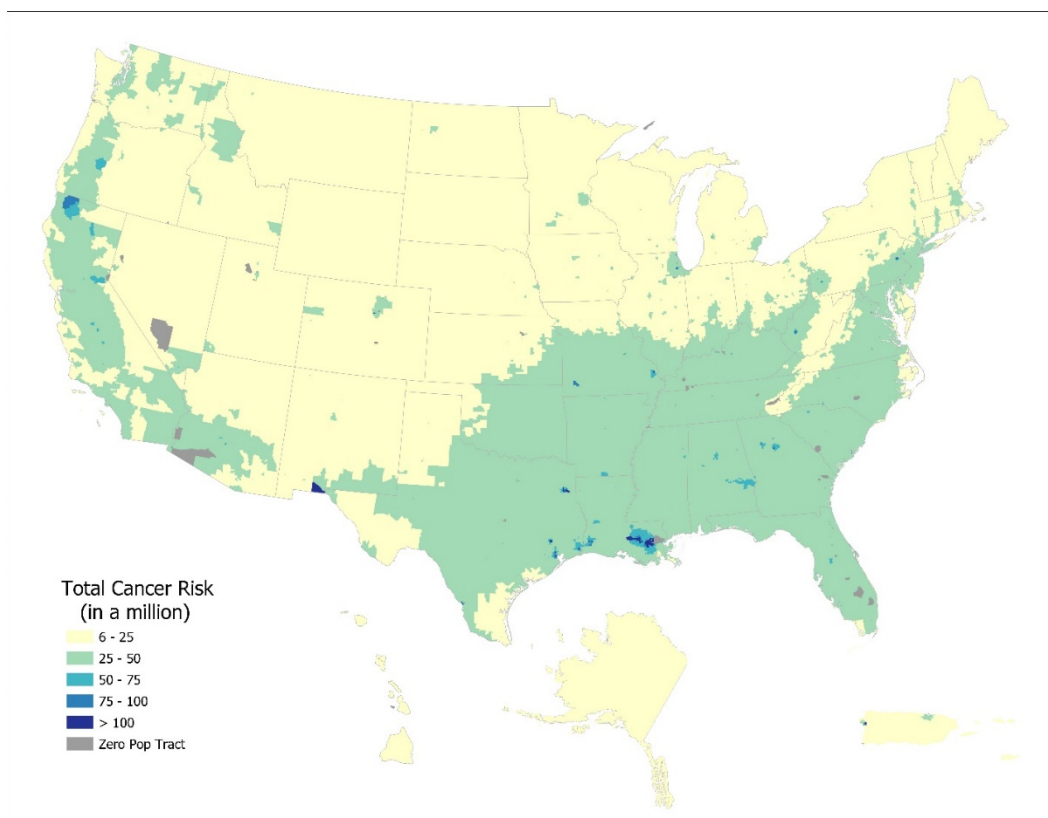 Total Cancer Risk
(in a million)
6 - 25
25 - 50
50 - 75
75 - 100
> 100
Zero Pop Tract